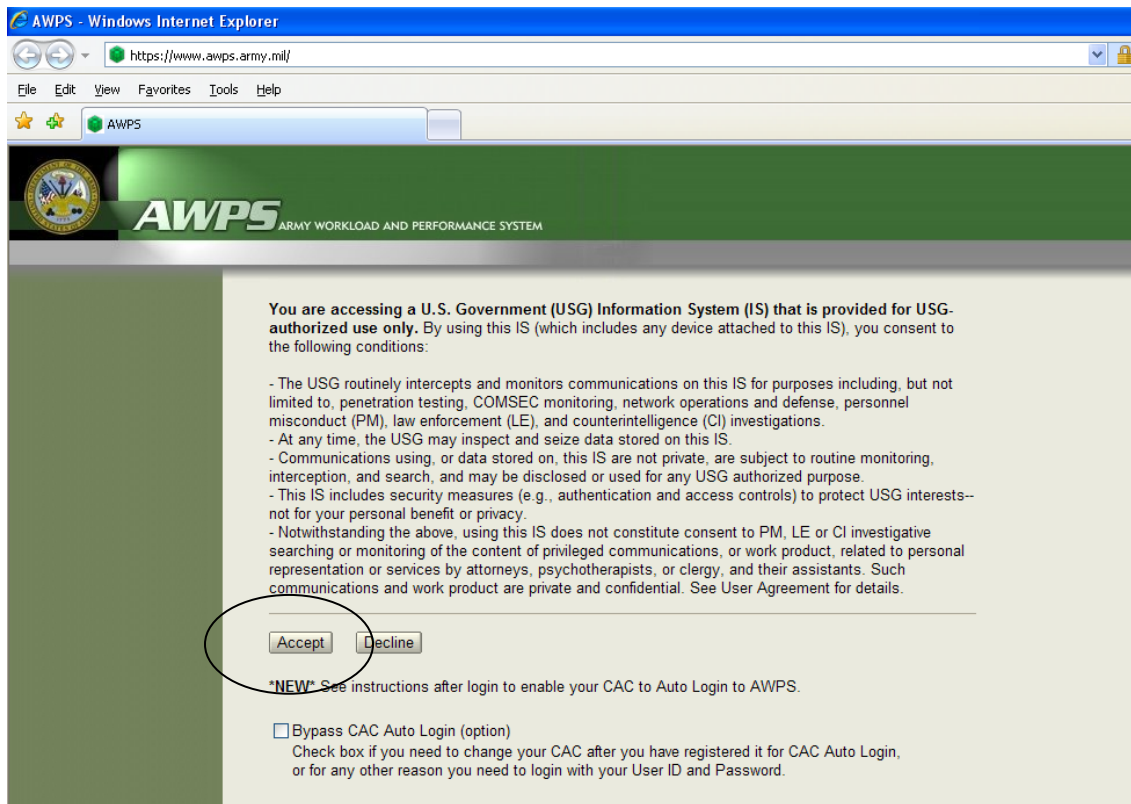 AWPS - Windows Internet Explorer
https://www.awps.army.mil/
File Edit View Favorites Tools Help
AWPS
AWPS ARMY WORKLOAD AND PERFORMANCE SYSTEM
You are accessing a U.S. Government (USG) Information System (IS) that is provided for USG-
authorized use only. By using this IS (which includes any device attached to this IS), you consent to
the following conditions:
- The USG routinely intercepts and monitors communications on this IS for purposes including, but not
limited to, penetration testing, COMSEC monitoring, network operations and defense, personnel
misconduct (PM), law enforcement (LE), and counterintelligence (CI) investigations.
- At any time, the USG may inspect and seize data stored on this IS.
- Communications using, or data stored on, this IS are not private, are subject to routine monitoring,
interception, and search, and may be disclosed or used for any USG authorized purpose.
- This IS includes security measures (e.g., authentication and access controls) to protect USG interests--
not for your personal benefit or privacy.
- Notwithstanding the above, using this IS does not constitute consent to PM, LE or CI investigative
searching or monitoring of the content of privileged communications, or work product, related to personal
representation or services by attorneys, psychotherapists, or clergy, and their assistants. Such
communications and work product are private and confidential. See User Agreement for details.
Accept Decline
*NEW* See instructions after login to enable your CAC to Auto Login to AWPS.
Bypass CAC Auto Login (option)
Check box if you need to change your CAC after you have registered it for CAC Auto Login,
or for any other reason you need to login with your User ID and Password.